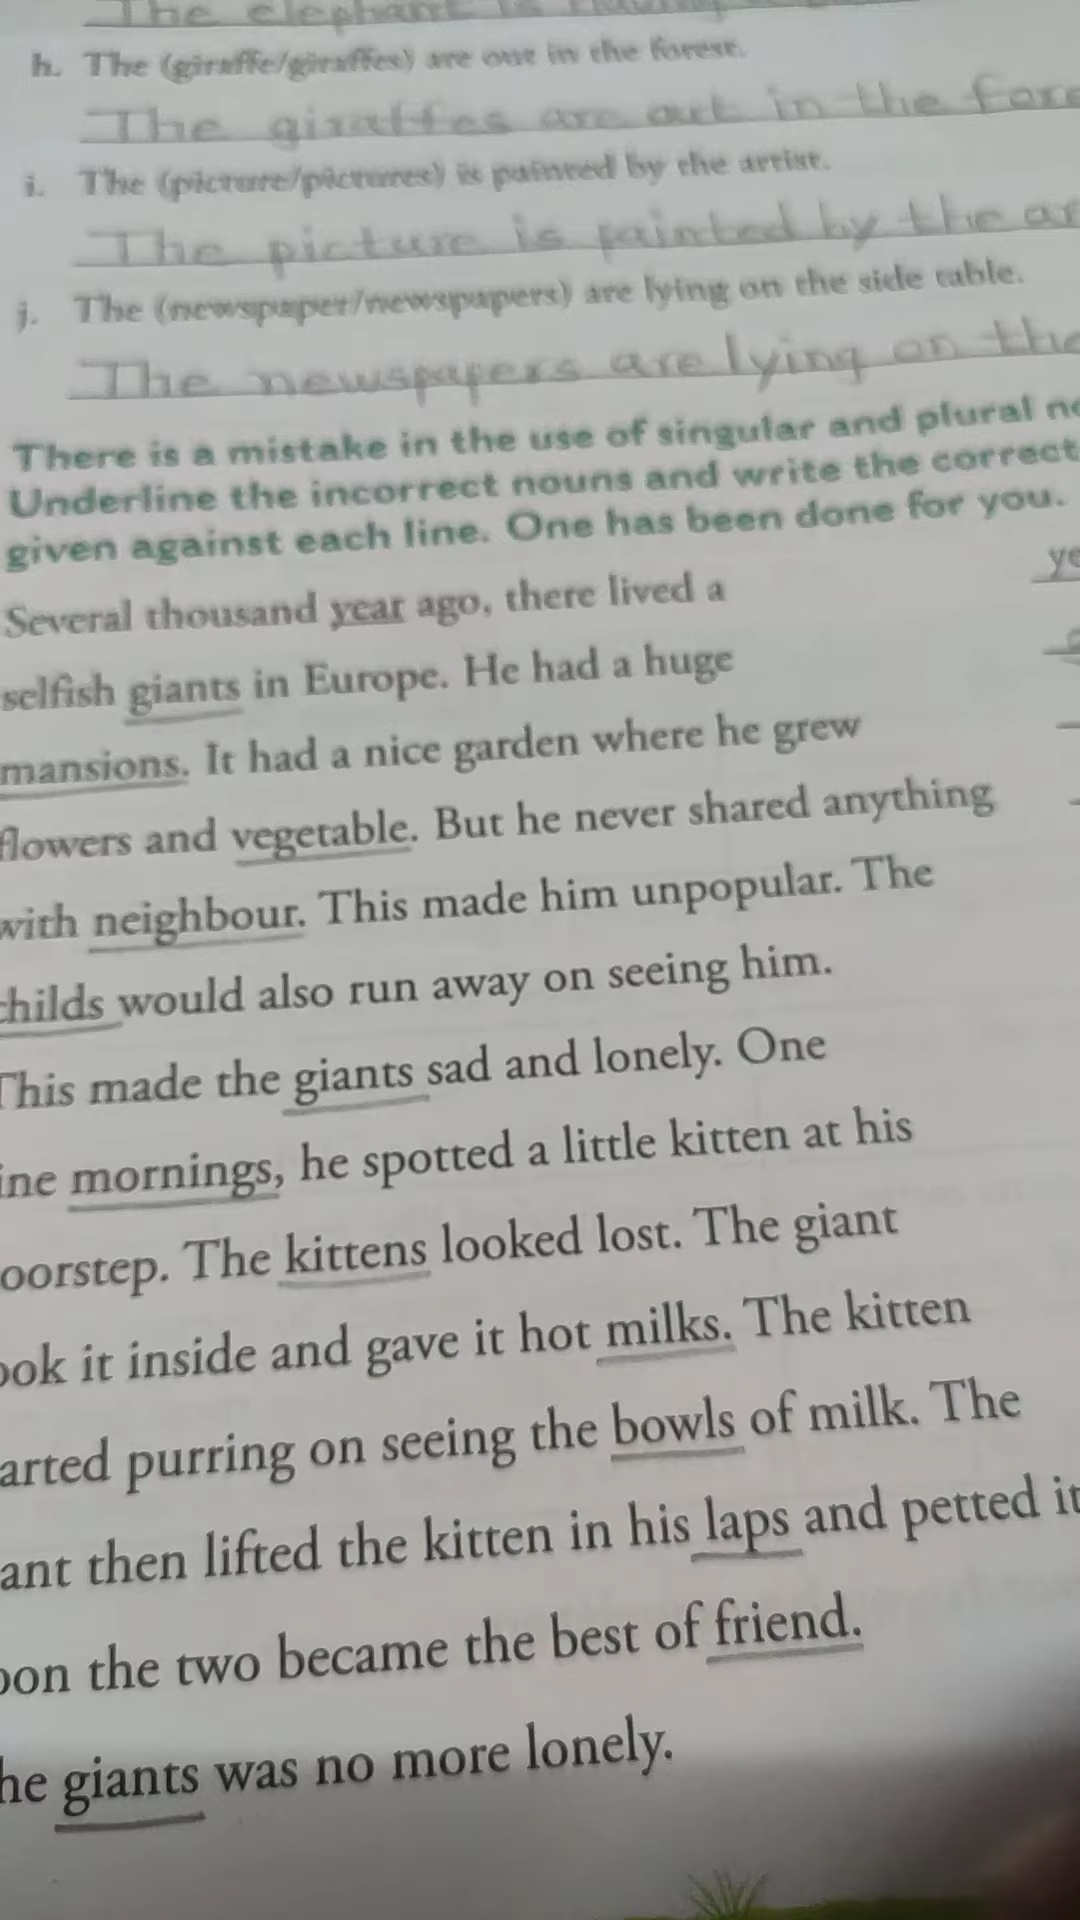 The elephant is
h. The (giraffe/giraffes) are out in the forest.
The giraffes are out in the fore
i. The (picture/pictures) is painted by the artist.
The picture is painted by the ar
j. The (newspaper/newspapers) are lying on the side table.
The newspapers are lying on the
There is a mistake in the use of singular and plural no
Underline the incorrect nouns and write the correct
given against each line. One has been done for you.
Several thousand year ago, there lived a ye
selfish giants in Europe. He had a huge
mansions. It had a nice garden where he grew
flowers and vegetable. But he never shared anything
with neighbour. This made him unpopular. The
childs would also run away on seeing him.
This made the giants sad and lonely. One
ine mornings, he spotted a little kitten at his
oorstep. The kittens looked lost. The giant
ook it inside and gave it hot milks. The kitten
arted purring on seeing the bowls of milk. The
ant then lifted the kitten in his laps and petted it
oon the two became the best of friend.
he giants was no more lonely.